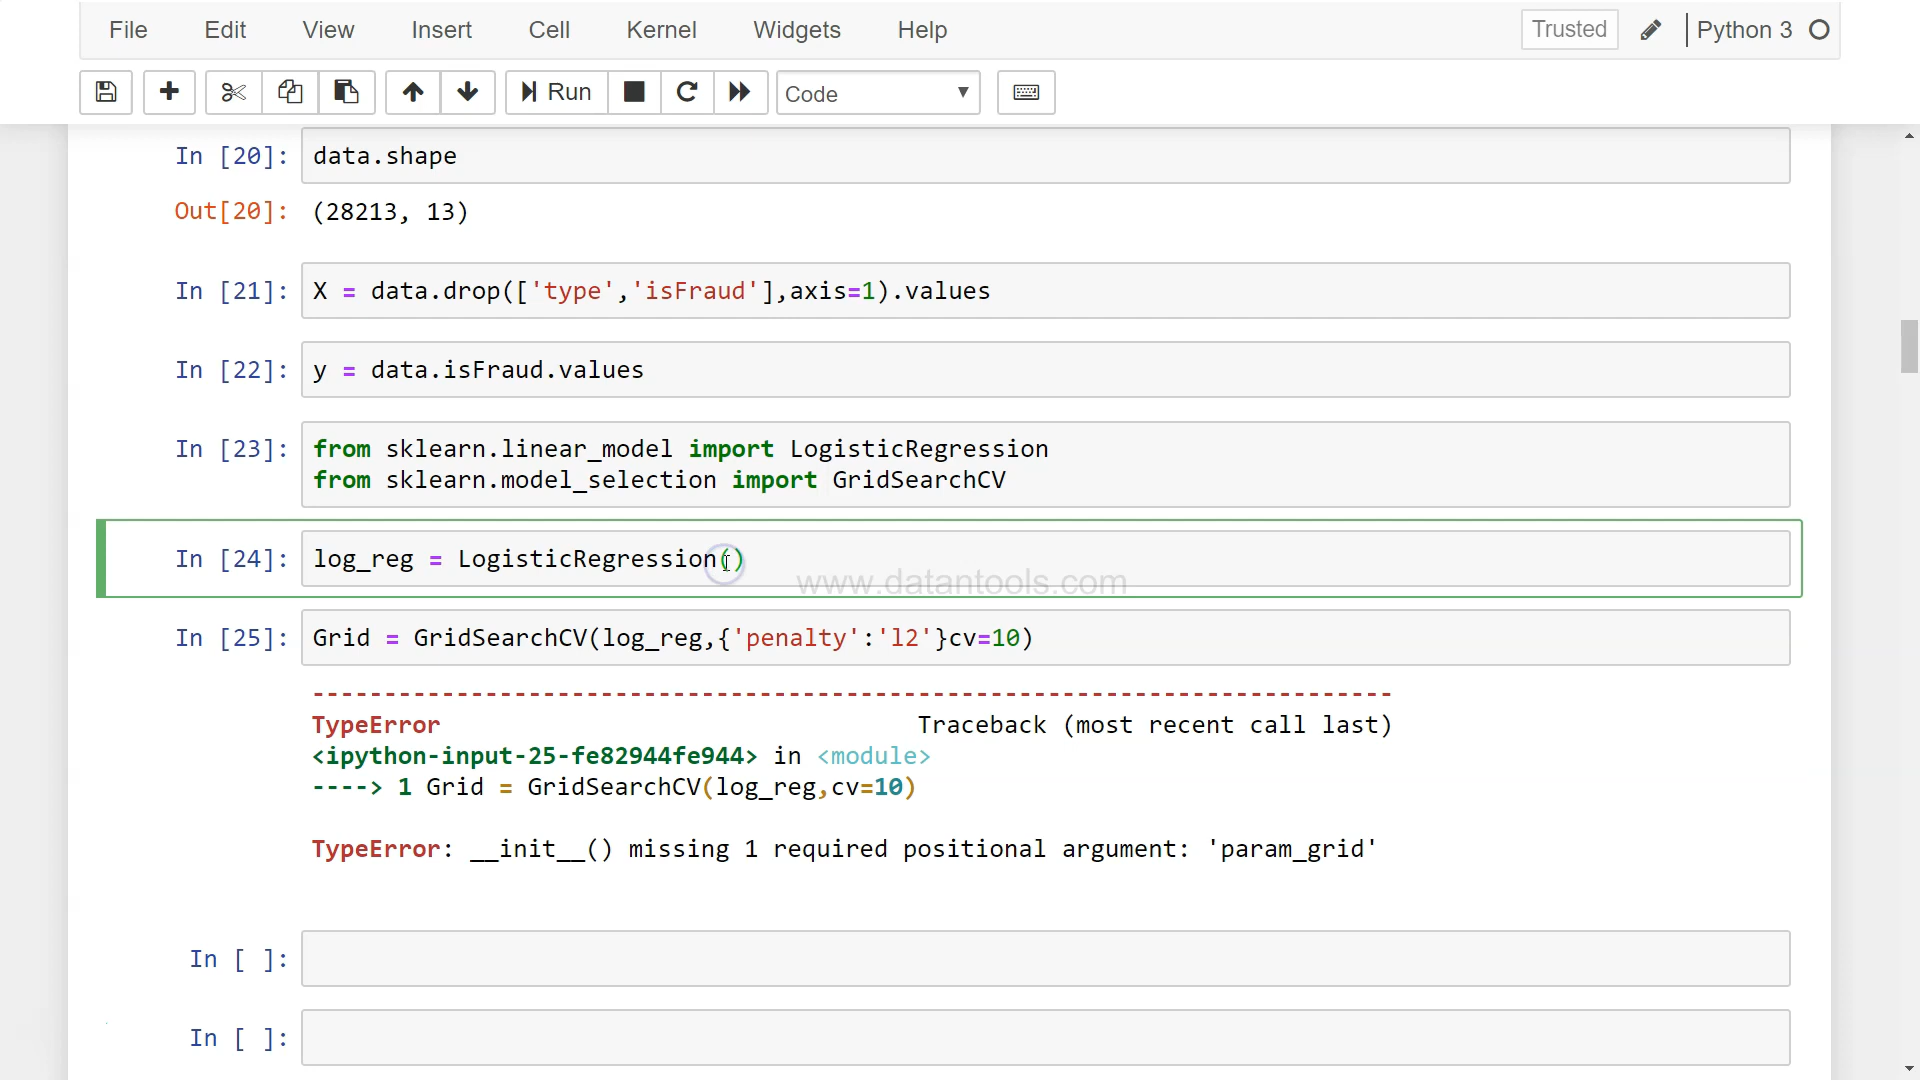 File Edit View Insert Cell Kernel Widgets Help Trusted Python 3
Run Code
In [20]: data.shape
Out[20]: (28213, 13)
In [21]: X = data.drop(['type','isFraud'],axis=1).values
In [22]: y = data.isFraud.values
In [23]: from sklearn.linear_model import LogisticRegression
from sklearn.model_selection import GridSearchCV
In [24]: log_reg = LogisticRegression()
www.datantools.com
In [25]: Grid = GridSearchCV(log_reg,{'penalty':'l2'}cv=10)
---------------------------------------------------------------------------
TypeError Traceback (most recent call last)
<ipython-input-25-fe82944fe944> in <module>
----> 1 Grid = GridSearchCV(log_reg,cv=10)
TypeError: __init__() missing 1 required positional argument: 'param_grid'
In [ ]:
In [ ]: